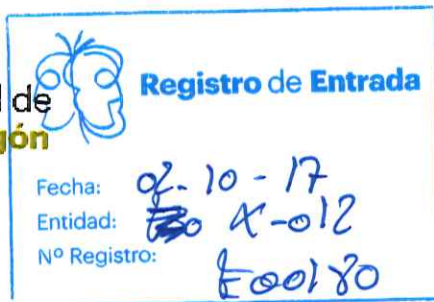 de
Registro de Entrada
gón
Fecha: 02-10-17
Entidad: X-012
Nº Registro:
E00180